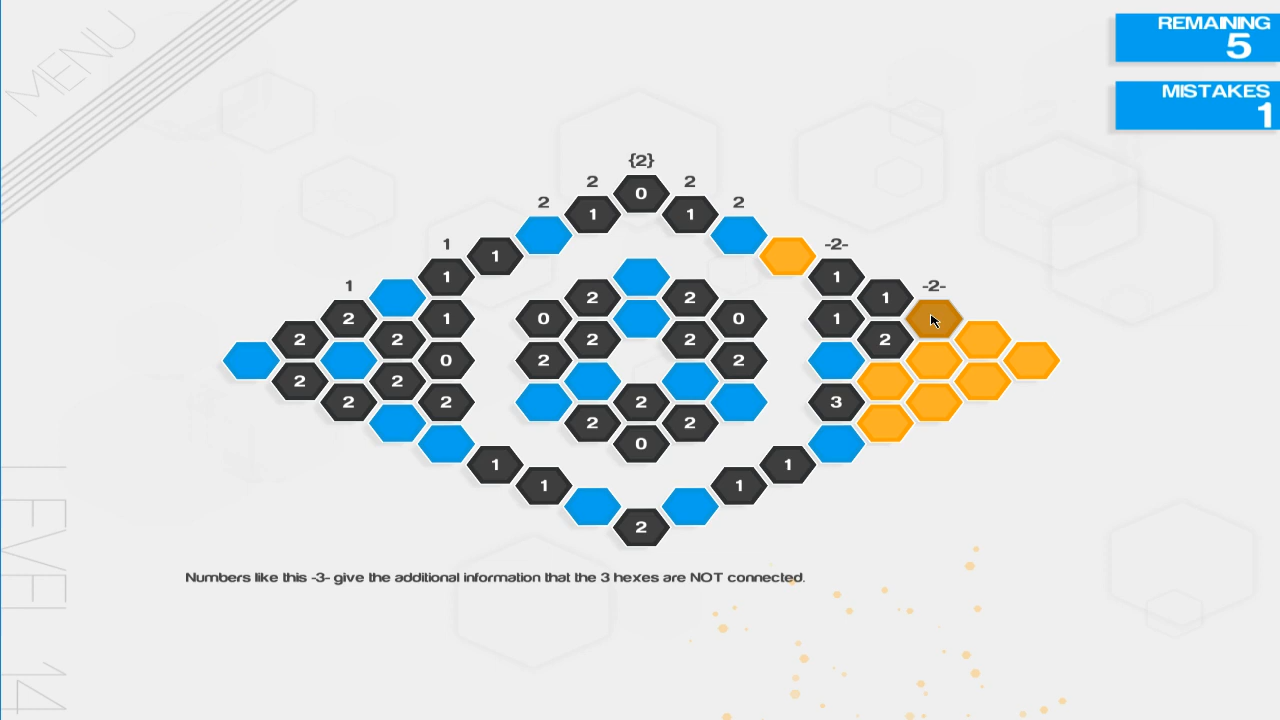 MENU
REMAINING
5
MISTAKES
1
{2}
2 0 2
2 1 1 2
1 1 -2-
1 1 1 -2-
2 1 0 2 2 0 1
2 2 2 2 1 2
2 0 2 2
2 2 2 2 3
2 2
1 0 1
1 1
2
Numbers like this -3- give the additional information that the 3 hexes are NOT connected.
LEVEL 14